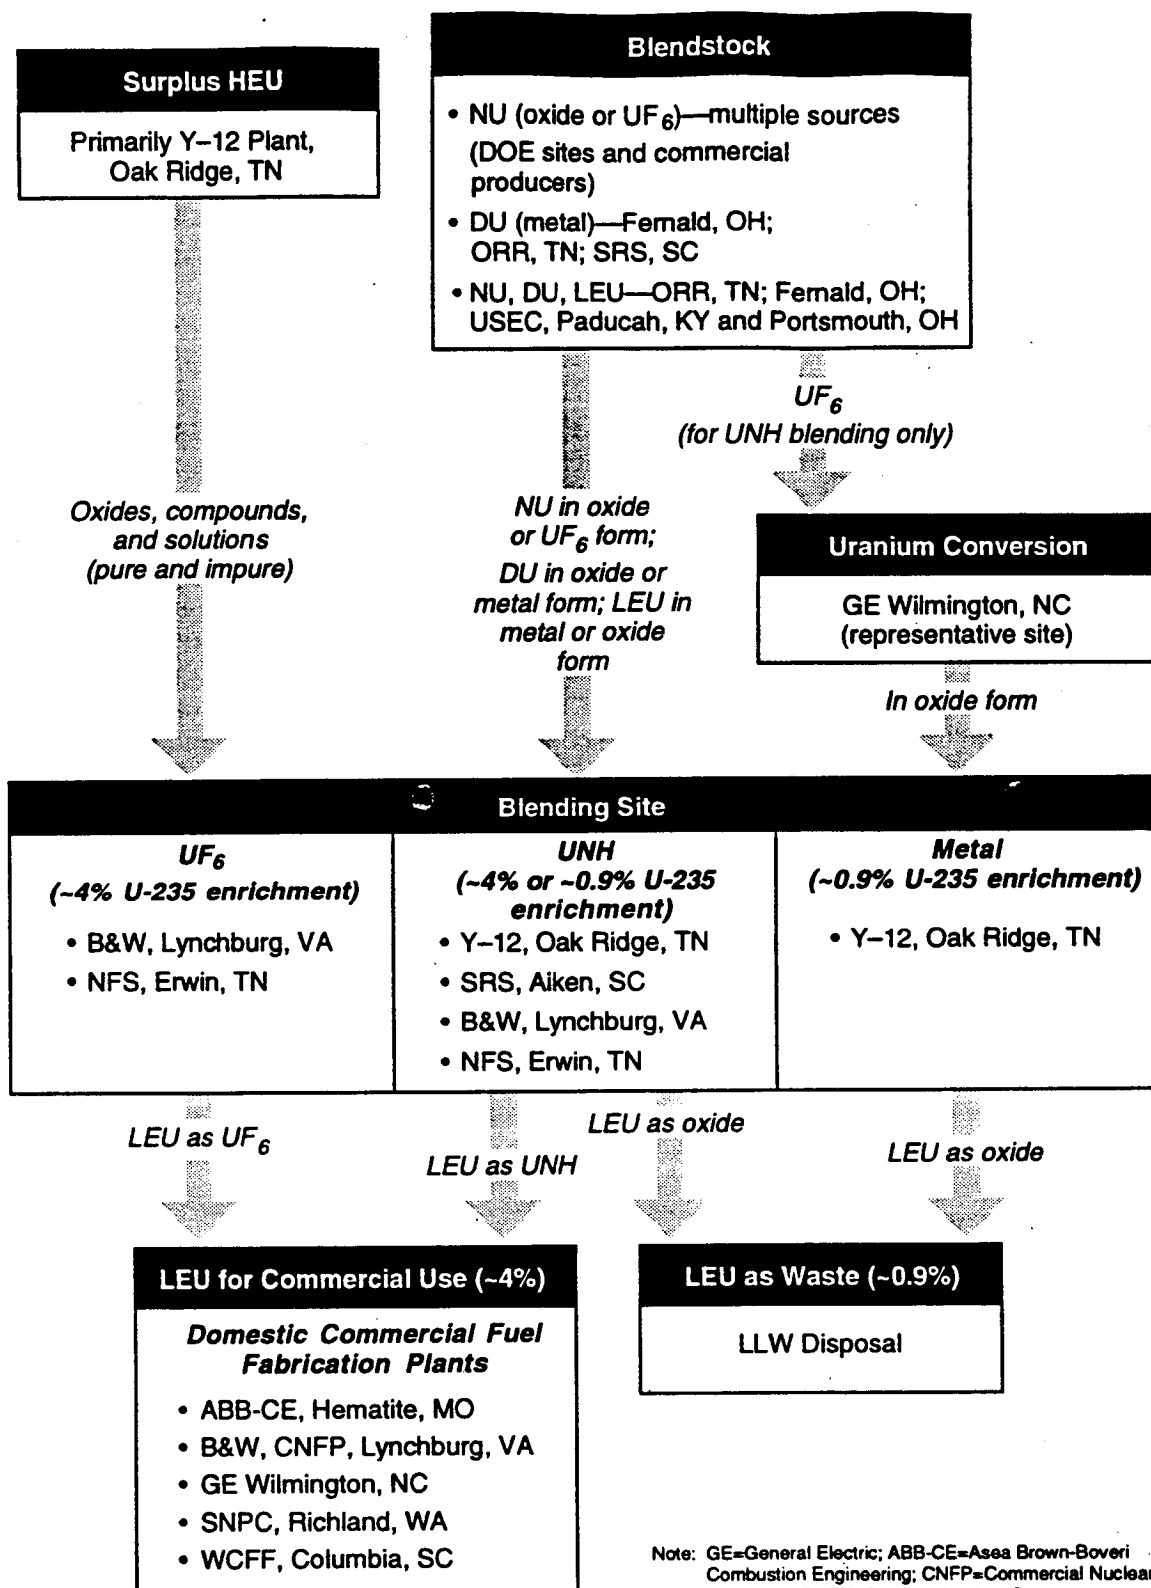 Surplus HEU
Primarily Y–12 Plant,
Oak Ridge, TN
Blendstock
• NU (oxide or UF6)—multiple sources
(DOE sites and commercial
producers)
• DU (metal)—Fernald, OH;
ORR, TN; SRS, SC
• NU, DU, LEU—ORR, TN; Fernald, OH;
USEC, Paducah, KY and Portsmouth, OH
UF6
(for UNH blending only)
Oxides, compounds,
and solutions
(pure and impure)
NU in oxide
or UF6 form;
DU in oxide or
metal form; LEU in
metal or oxide
form
Uranium Conversion
GE Wilmington, NC
(representative site)
In oxide form
Blending Site
UF6
(~4% U-235 enrichment)
• B&W, Lynchburg, VA
• NFS, Erwin, TN
UNH
(~4% or ~0.9% U-235
enrichment)
• Y–12, Oak Ridge, TN
• SRS, Aiken, SC
• B&W, Lynchburg, VA
• NFS, Erwin, TN
Metal
(~0.9% U-235 enrichment)
• Y–12, Oak Ridge, TN
LEU as UF6
LEU as UNH
LEU as oxide
LEU as oxide
LEU for Commercial Use (~4%)
Domestic Commercial Fuel
Fabrication Plants
• ABB-CE, Hematite, MO
• B&W, CNFP, Lynchburg, VA
• GE Wilmington, NC
• SNPC, Richland, WA
• WCFF, Columbia, SC
LEU as Waste (~0.9%)
LLW Disposal
Note: GE=General Electric; ABB-CE=Asea Brown-Boveri
Combustion Engineering; CNFP=Commercial Nuclear